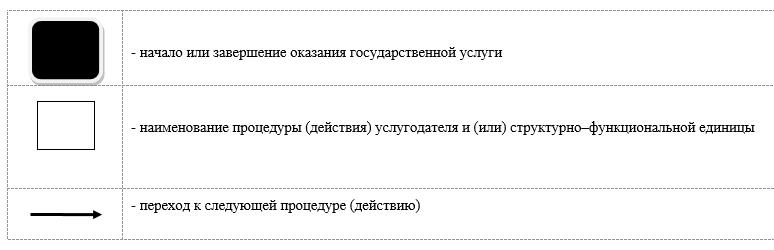 - начало или завершение оказания государственной услуги
- наименование процедуры (действия) услугодателя и (или) структурно–функциональной единицы
- переход к следующей процедуре (действию)